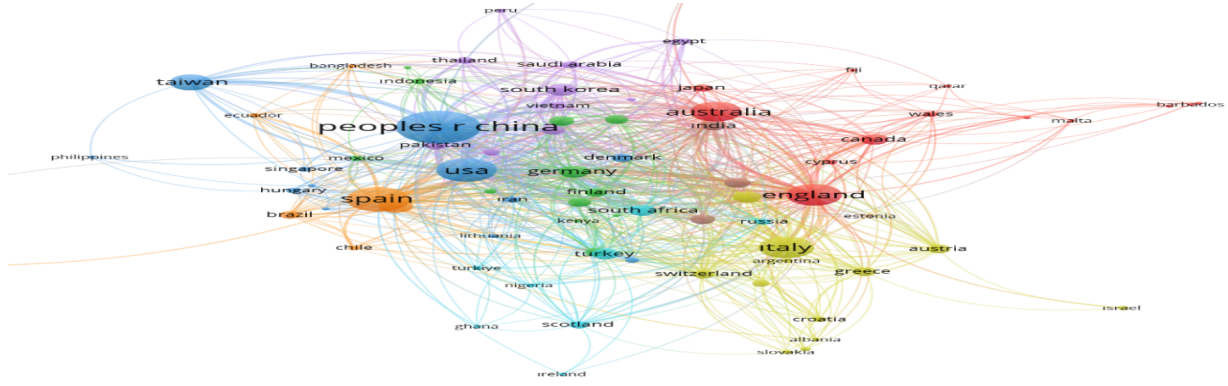 peru
egypt
thailand
saudi arabia
bangladesh
fiji
taiwan
indonesia
south korea
japan
qatar
vietnam
barbados
australia
ecuador
wales
peoples r china
india
malta
canada
pakistan
philippines
mexico
denmark
cyprus
singapore
usa
germany
hungary
finland
england
spain
iran
south africa
brazil
kenya
russia
estonia
lithuania
chile
italy
austria
turkey
argentina
turkiye
switzerland
greece
nigeria
israel
ghana
scotland
croatia
albania
slovakia
ireland